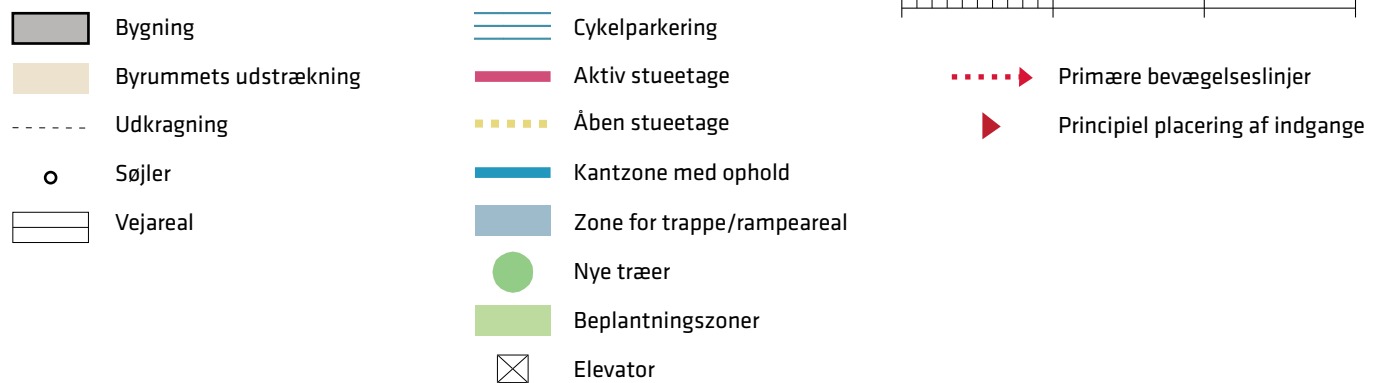 Bygning
Byrummets udstrækning
Udkragning
Søjler
Vejareal
Cykelparkering
Aktiv stueetage
Åben stueetage
Kantzone med ophold
Zone for trappe/rampeareal
Nye træer
Beplantningszoner
Elevator
Primære bevægelseslinjer
Principiel placering af indgange